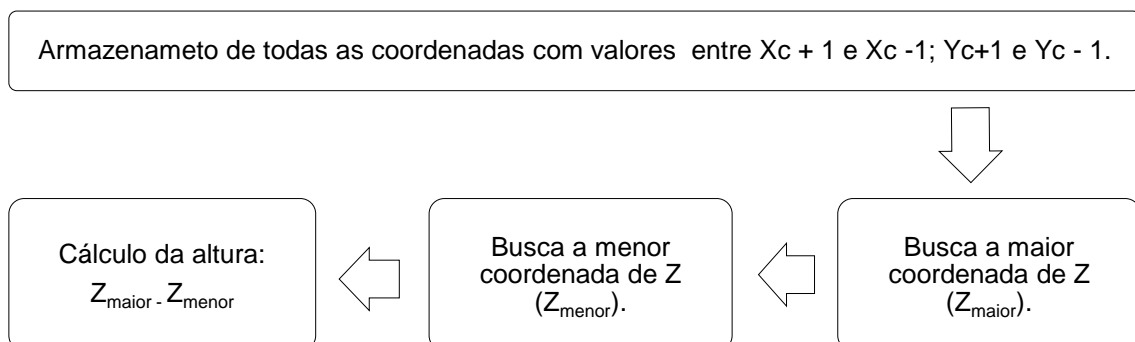 Armazenameto de todas as coordenadas com valores  entre Xc + 1 e Xc -1; Yc+1 e Yc - 1.
Cálculo da altura:
Zmaior - Zmenor
Busca a menor
coordenada de Z
(Zmenor).
Busca a maior
coordenada de Z
(Zmaior).